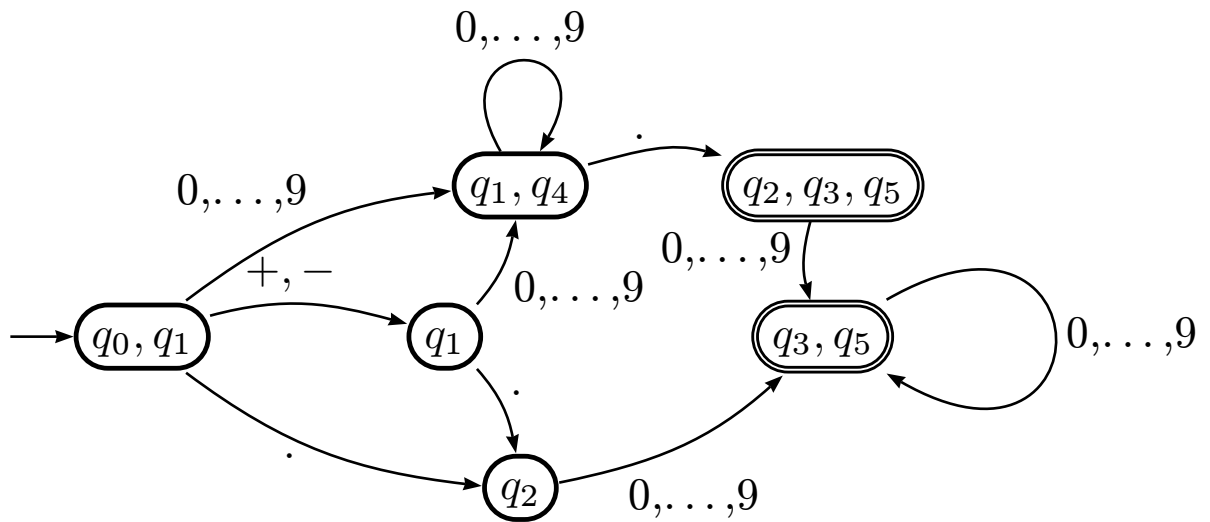 0,...,9
.
0,...,9
q₁, q₄
q₂, q₃, q₅
0,...,9
+, −
0,...,9
q₀, q₁
q₁
q₃, q₅
0,...,9
.
.
q₂
0,...,9